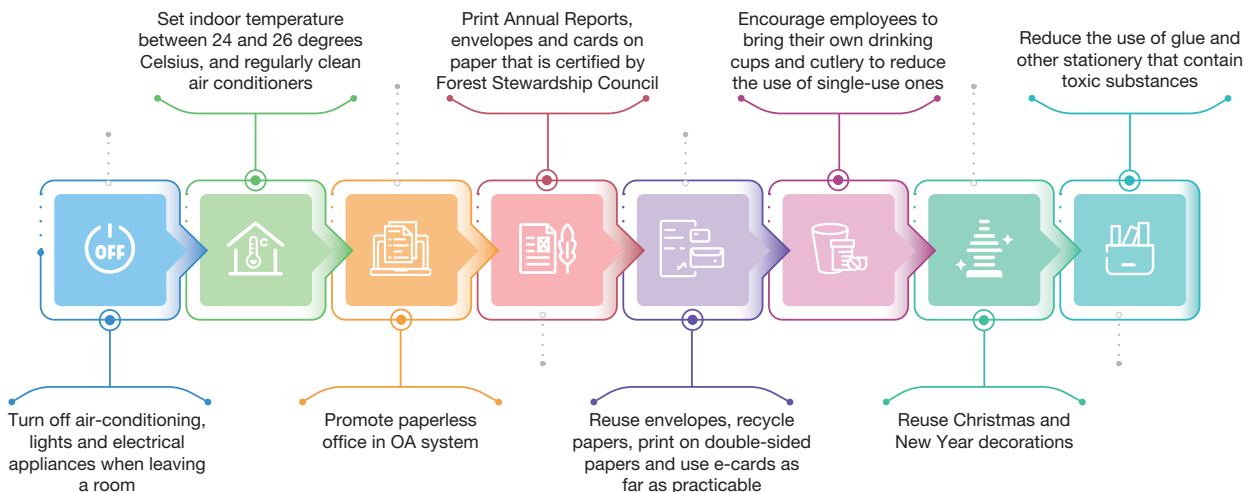 Set indoor temperature
between 24 and 26 degrees
Celsius, and regularly clean
air conditioners
Print Annual Reports,
envelopes and cards on
paper that is certified by
Forest Stewardship Council
Encourage employees to
bring their own drinking
cups and cutlery to reduce
the use of single-use ones
Reduce the use of glue and
other stationery that contain
toxic substances
OFF
C
Turn off air-conditioning,
lights and electrical
appliances when leaving
a room
Promote paperless
office in OA system
Reuse envelopes, recycle
papers, print on double-sided
papers and use e-cards as
far as practicable
Reuse Christmas and
New Year decorations